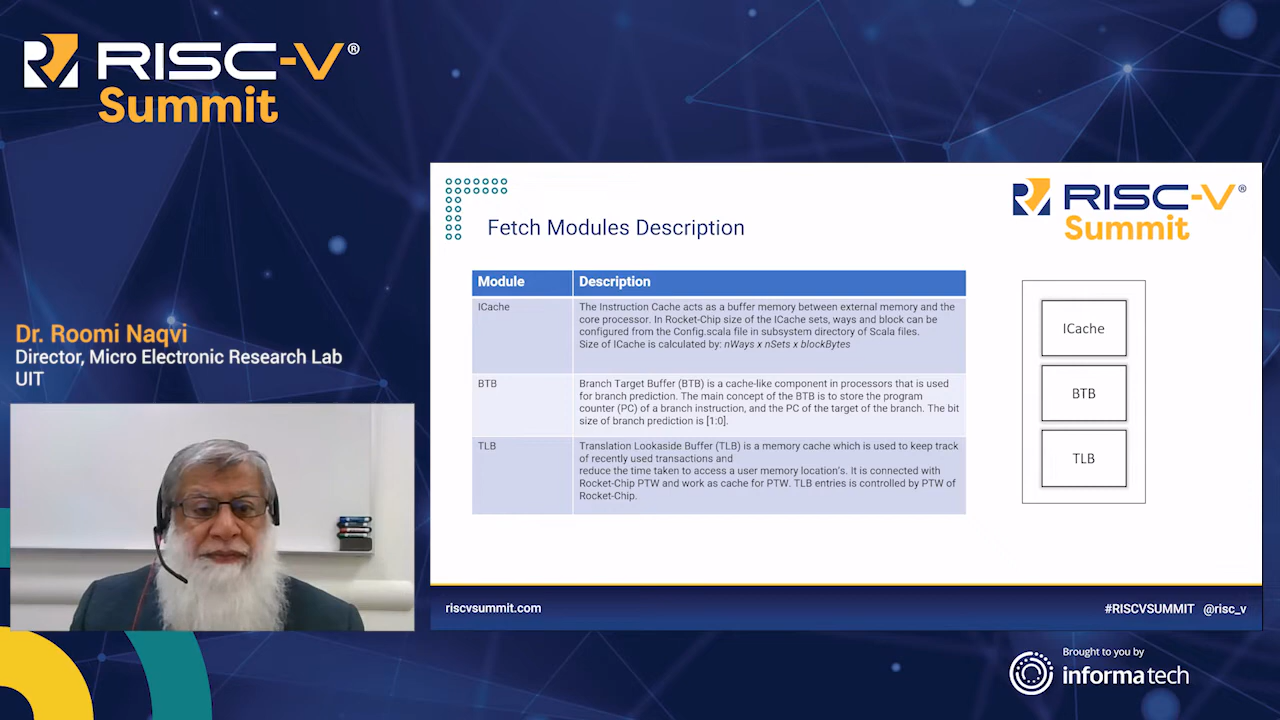 RISC-V®
Summit
Dr. Roomi Naqvi
Director, Micro Electronic Research Lab
UIT
RISC-V®
Summit
Fetch Modules Description
Module
Description
ICache
The Instruction Cache acts as a buffer memory between external memory and the
core processor. In Rocket-Chip size of the ICache sets, ways and block can be
configured from the Config.scala file in subsystem directory of Scala files.
Size of ICache is calculated by: nWays x nSets x blockBytes
BTB
Branch Target Buffer (BTB) is a cache-like component in processors that is used
for branch prediction. The main concept of the BTB is to store the program
counter (PC) of a branch instruction, and the PC of the target of the branch. The bit
size of branch prediction is [1:0].
TLB
Translation Lookaside Buffer (TLB) is a memory cache which is used to keep track
of recently used transactions and
reduce the time taken to access a user memory location's. It is connected with
Rocket-Chip PTW and work as cache for PTW. TLB entries is controlled by PTW of
Rocket-Chip.
ICache
BTB
TLB
riscvsummit.com
#RISCVSUMMIT @risc_v
Brought to you by
informa tech